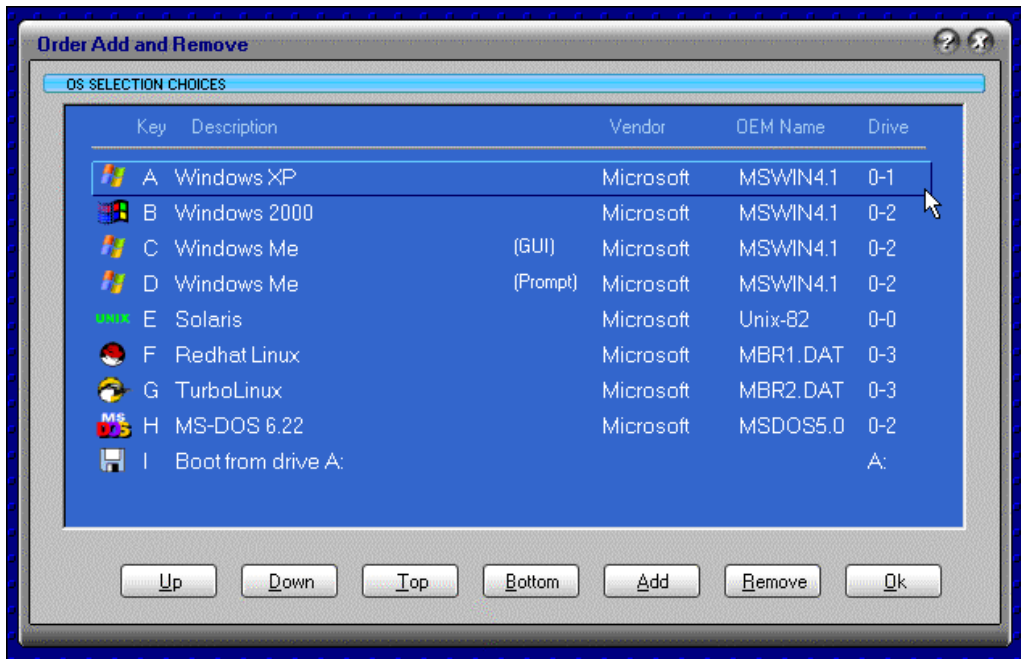 Order Add and Remove
OS SELECTION CHOICES
Key Description Vendor OEM Name Drive
A Windows XP Microsoft MSWIN4.1 0-1
B Windows 2000 Microsoft MSWIN4.1 0-2
C Windows Me (GUI) Microsoft MSWIN4.1 0-2
D Windows Me (Prompt) Microsoft MSWIN4.1 0-2
UNIX E Solaris Microsoft Unix-82 0-0
F Redhat Linux Microsoft MBR1.DAT 0-3
G TurboLinux Microsoft MBR2.DAT 0-3
MS DOS H MS-DOS 6.22 Microsoft MSDOS5.0 0-2
I Boot from drive A: A:
Up Down Top Bottom Add Remove Ok